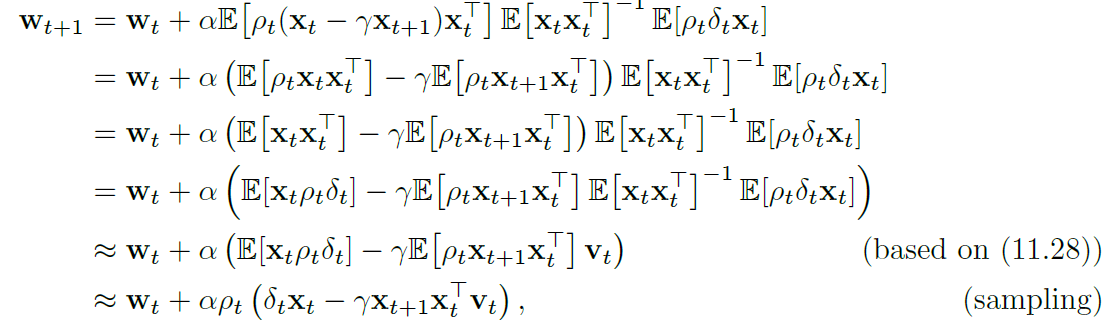 w_{t+1} = w_t + α𝔼[ρ_t(x_t − γx_{t+1})x_t^⊤] 𝔼[x_t x_t^⊤]^{−1} 𝔼[ρ_t δ_t x_t]
= w_t + α (𝔼[ρ_t x_t x_t^⊤] − γ𝔼[ρ_t x_{t+1} x_t^⊤]) 𝔼[x_t x_t^⊤]^{−1} 𝔼[ρ_t δ_t x_t]
= w_t + α (𝔼[x_t x_t^⊤] − γ𝔼[ρ_t x_{t+1} x_t^⊤]) 𝔼[x_t x_t^⊤]^{−1} 𝔼[ρ_t δ_t x_t]
= w_t + α (𝔼[x_t ρ_t δ_t] − γ𝔼[ρ_t x_{t+1} x_t^⊤] 𝔼[x_t x_t^⊤]^{−1} 𝔼[ρ_t δ_t x_t])
≈ w_t + α (𝔼[x_t ρ_t δ_t] − γ𝔼[ρ_t x_{t+1} x_t^⊤] v_t) (based on (11.28))
≈ w_t + αρ_t (δ_t x_t − γx_{t+1} x_t^⊤ v_t) , (sampling)